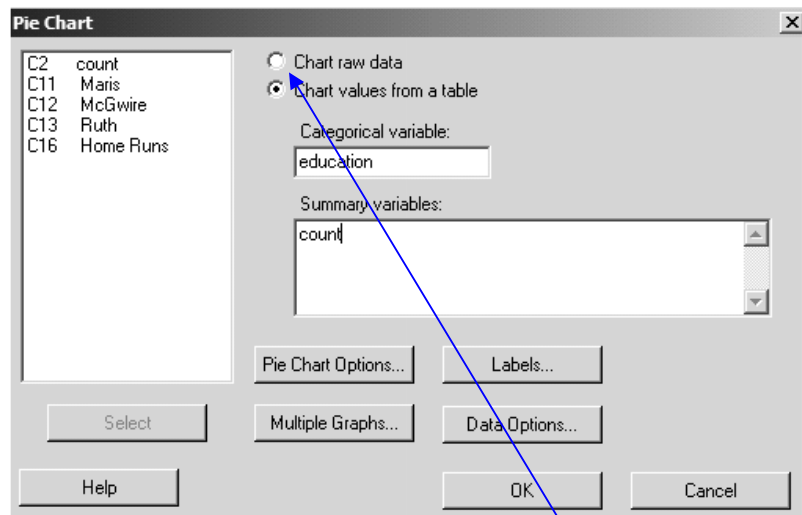 Pie Chart
C2 count
C11 Maris
C12 McGwire
C13 Ruth
C16 Home Runs
Chart raw data
Chart values from a table
Categorical variable:
education
Summary variables:
count
Pie Chart Options...
Labels...
Select
Multiple Graphs...
Data Options...
Help
OK
Cancel